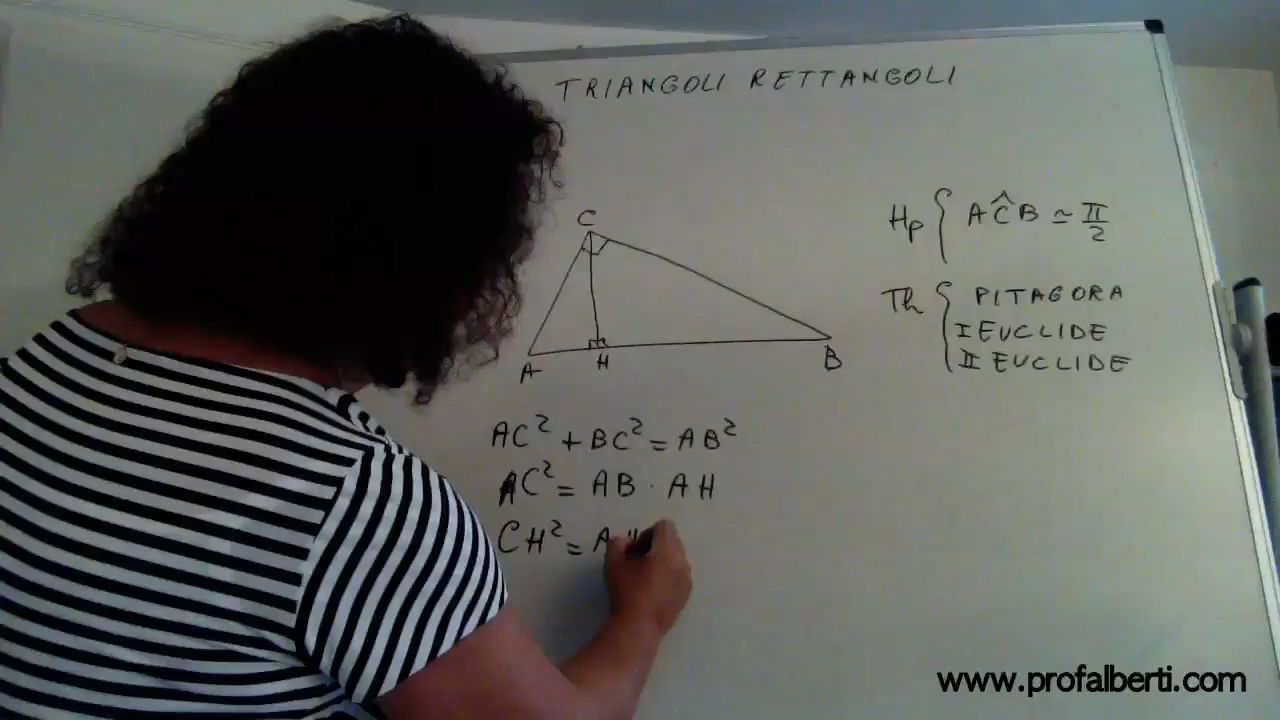 TRIANGOLI RETTANGOLI
C
A
H
B
Hp { AĈB ≃ π/2
Th { PITAGORA
I EUCLIDE
II EUCLIDE
AC² + BC² = AB²
AC² = AB · AH
CH² = A
www.profalberti.com